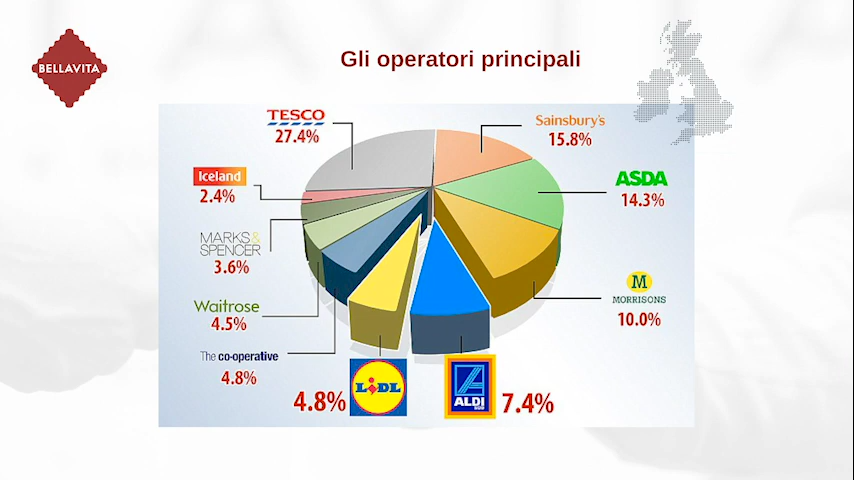 BELLAVITA
Gli operatori principali
TESCO
27.4%
Sainsbury's
15.8%
Iceland
2.4%
ASDA
14.3%
MARKS&
SPENCER
3.6%
Waitrose
4.5%
M
MORRISONS
10.0%
The co-operative
4.8%
4.8%
LIDL
ALDI
7.4%